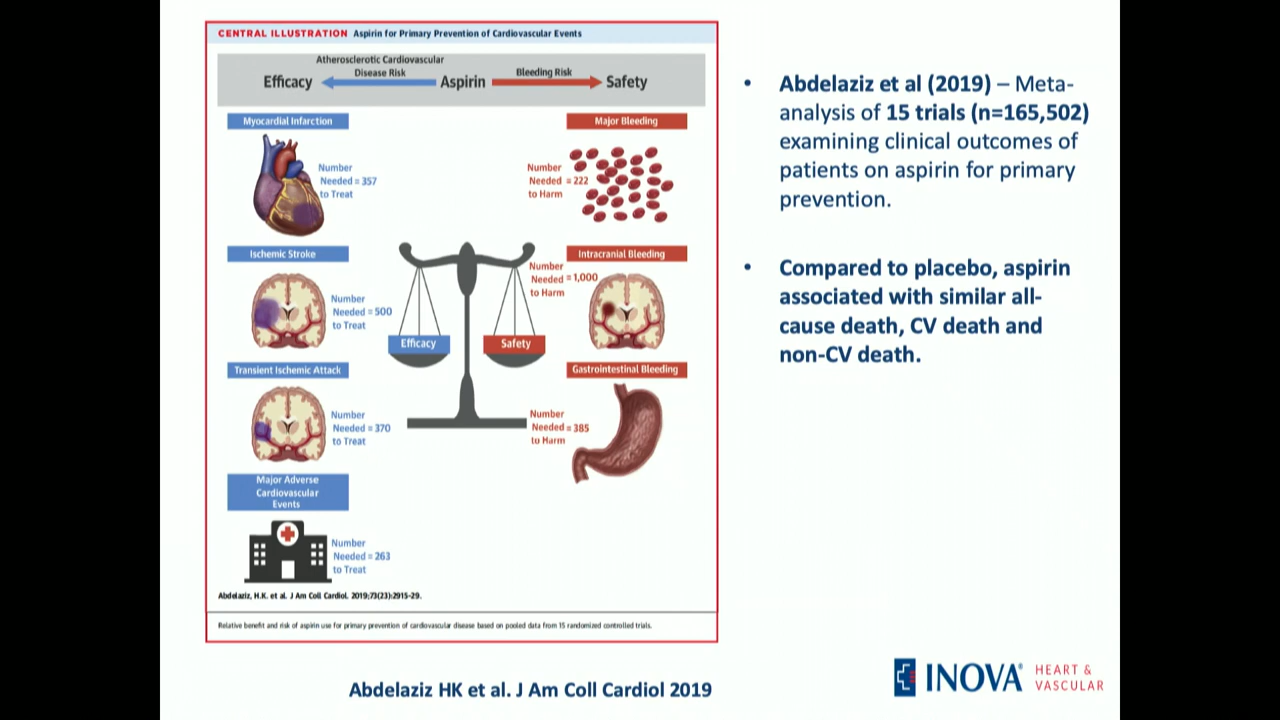 CENTRAL ILLUSTRATION Aspirin for Primary Prevention of Cardiovascular Events
Atherosclerotic Cardiovascular
Disease Risk
Bleeding Risk
Efficacy
Aspirin
Safety
Myocardial Infarction
Number
Needed = 357
to Treat
Ischemic Stroke
Number
Needed = 500
to Treat
Transient Ischemic Attack
Number
Needed = 370
to Treat
Major Adverse
Cardiovascular
Events
Number
Needed = 263
to Treat
Efficacy
Safety
Major Bleeding
Number
Needed = 222
to Harm
Intracranial Bleeding
Number
Needed = 1,000
to Harm
Gastrointestinal Bleeding
Number
Needed = 385
to Harm
Abdelaziz, H.K. et al. J Am Coll Cardiol. 2019;73(23):2915-29.
Relative benefit and risk of aspirin use for primary prevention of cardiovascular disease based on pooled data from 15 randomized controlled trials.
• Abdelaziz et al (2019) – Meta-
analysis of 15 trials (n=165,502)
examining clinical outcomes of
patients on aspirin for primary
prevention.
• Compared to placebo, aspirin
associated with similar all-
cause death, CV death and
non-CV death.
Abdelaziz HK et al. J Am Coll Cardiol 2019
INOVA® HEART &
VASCULAR